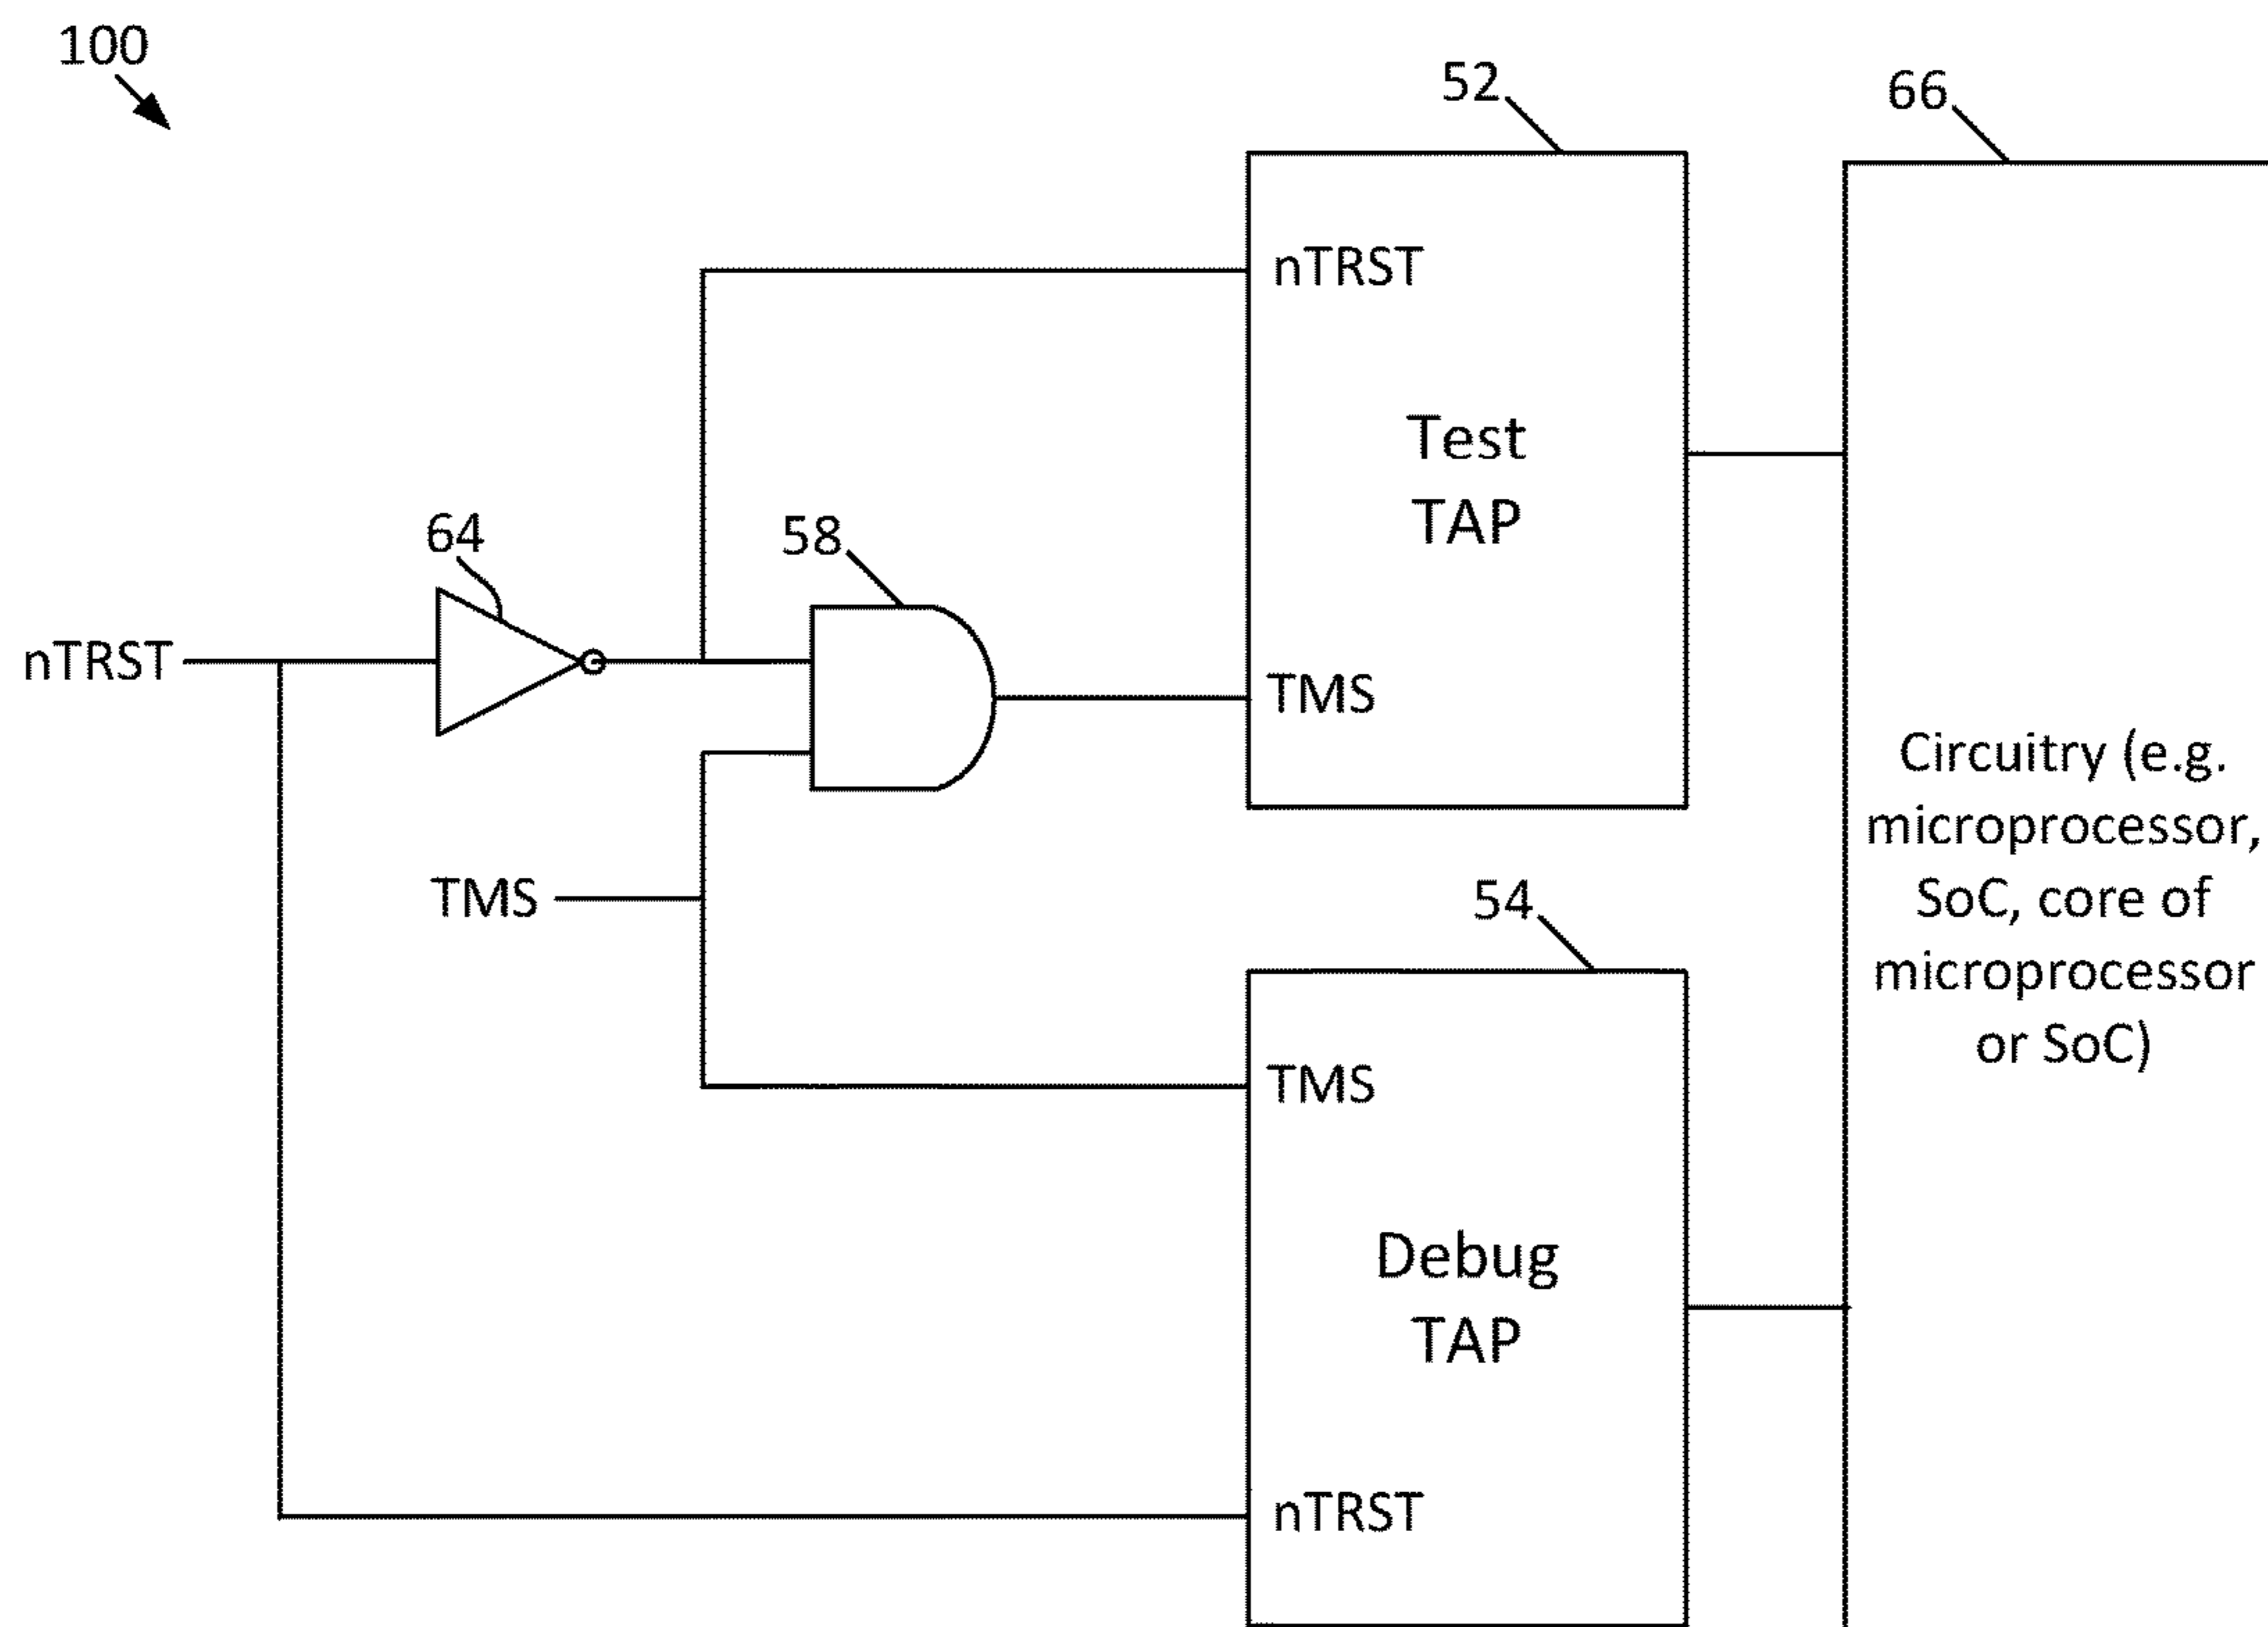 100
52
66
nTRST
Test
TAP
64
58
nTRST
TMS
Circuitry (e.g.
microprocessor,
SoC, core of
microprocessor
or SoC)
TMS
54
TMS
Debug
TAP
nTRST